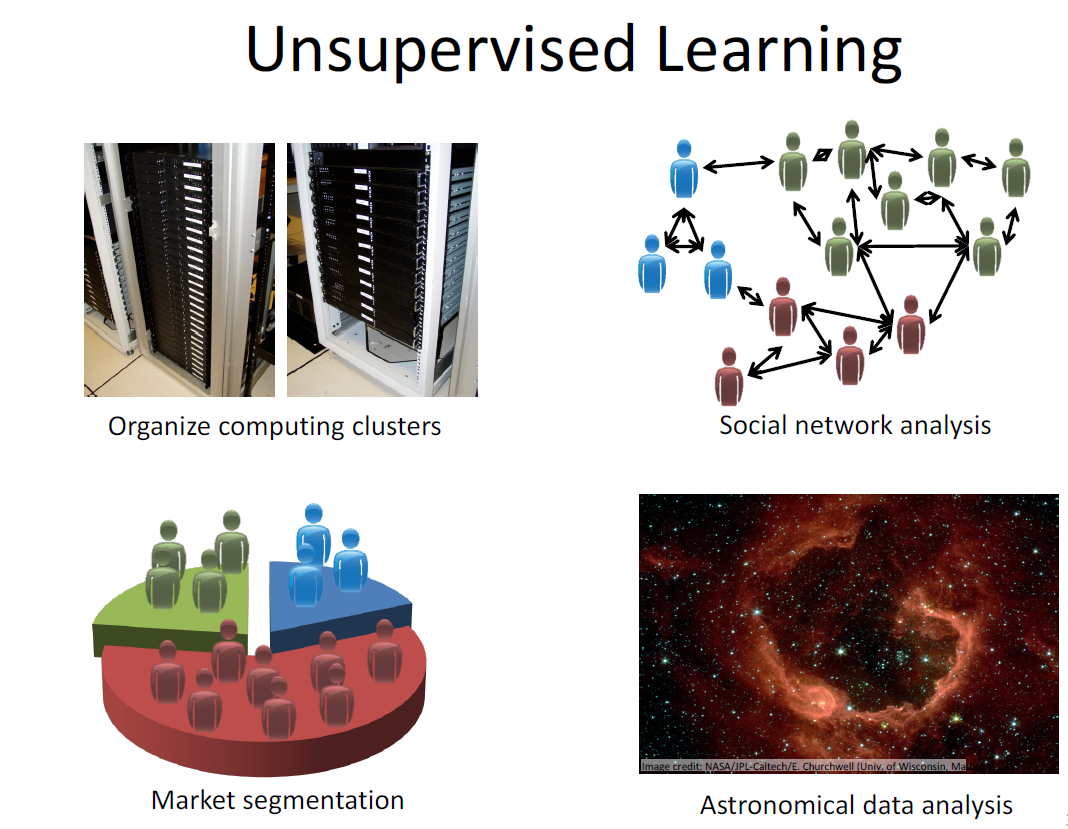 Unsupervised Learning
Organize computing clusters
Social network analysis
Market segmentation
Image credit: NASA/JPL-Caltech/E. Churchwell (Univ. of Wisconsin,
Astronomical data analysis